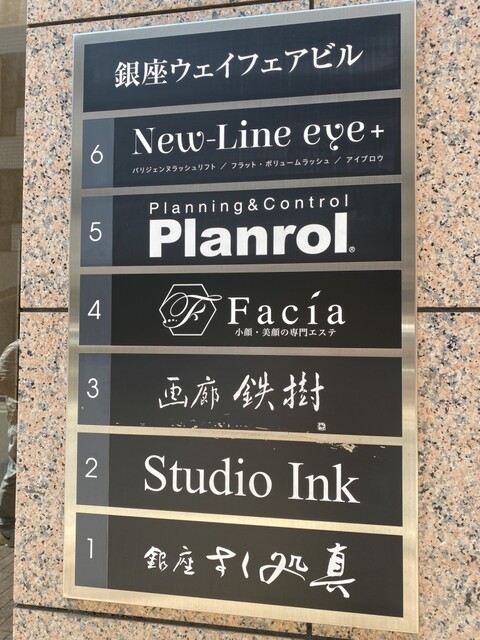 銀座ウェイフェアビル
6 New-Line eye+
パリジェンヌラッシュリフト / フラット・ボリュームラッシュ / アイブロウ
Planning&Control
5 Planrol®
4 Facia
小顔・美顔の専門エステ
3 画廊 鉄樹
2 Studio Ink
1 銀座 すし処 真